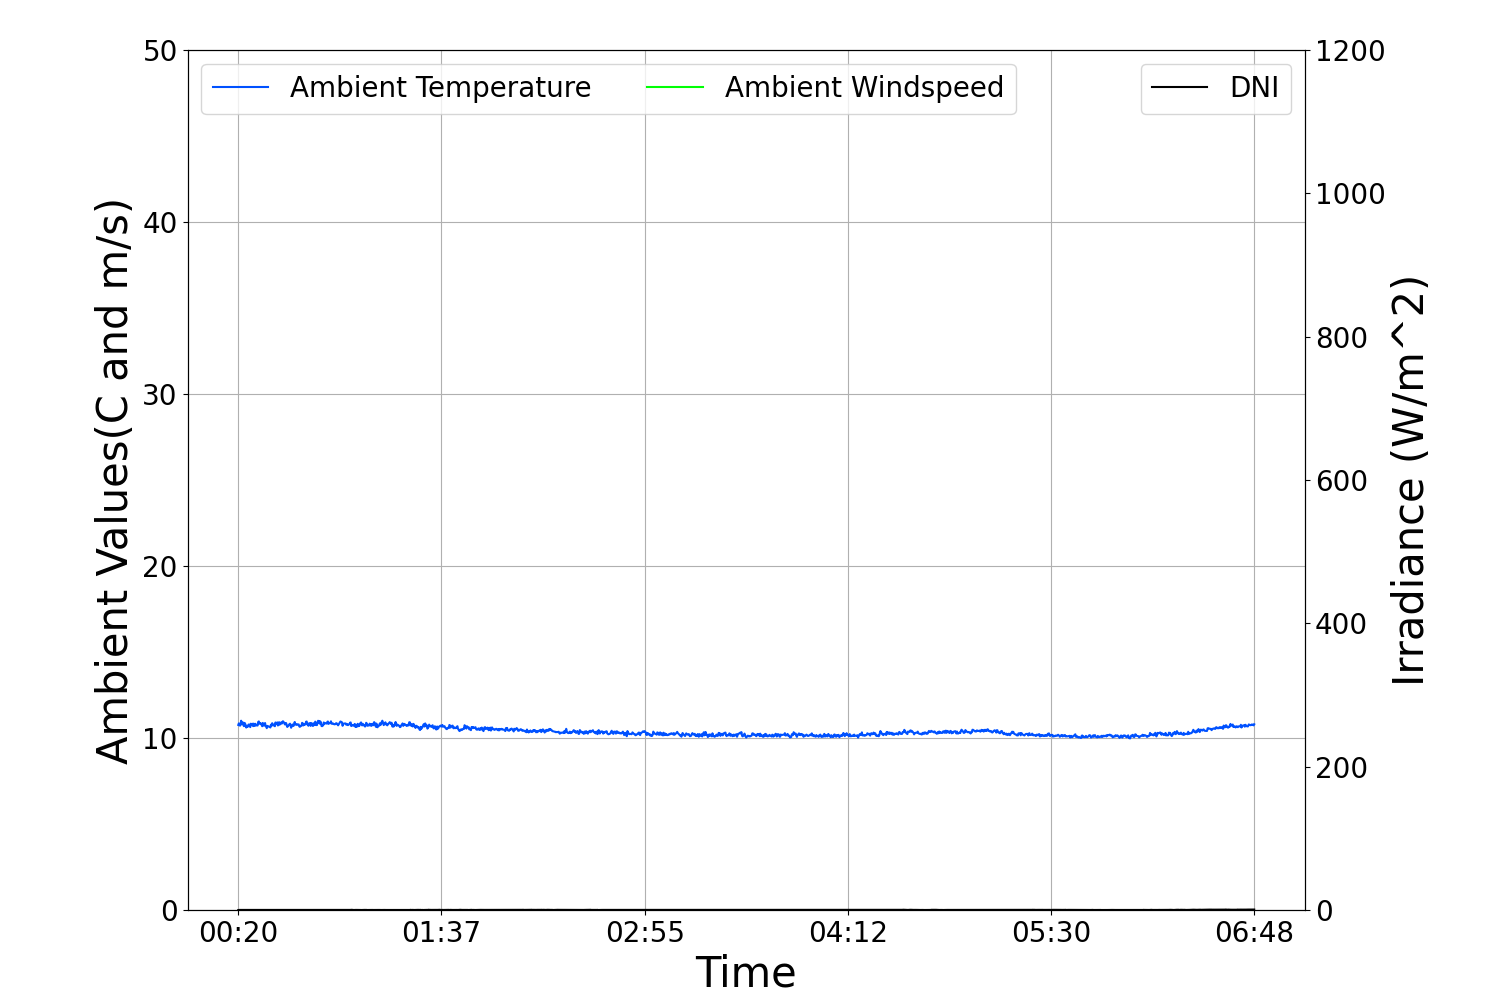 Ambient Temperature
Ambient Windspeed
DNI
50
40
30
20
10
0
Ambient Values(C and m/s)
1200
1000
800
600
400
200
0
Irradiance (W/m^2)
00:20 01:37 02:55 04:12 05:30 06:48
Time